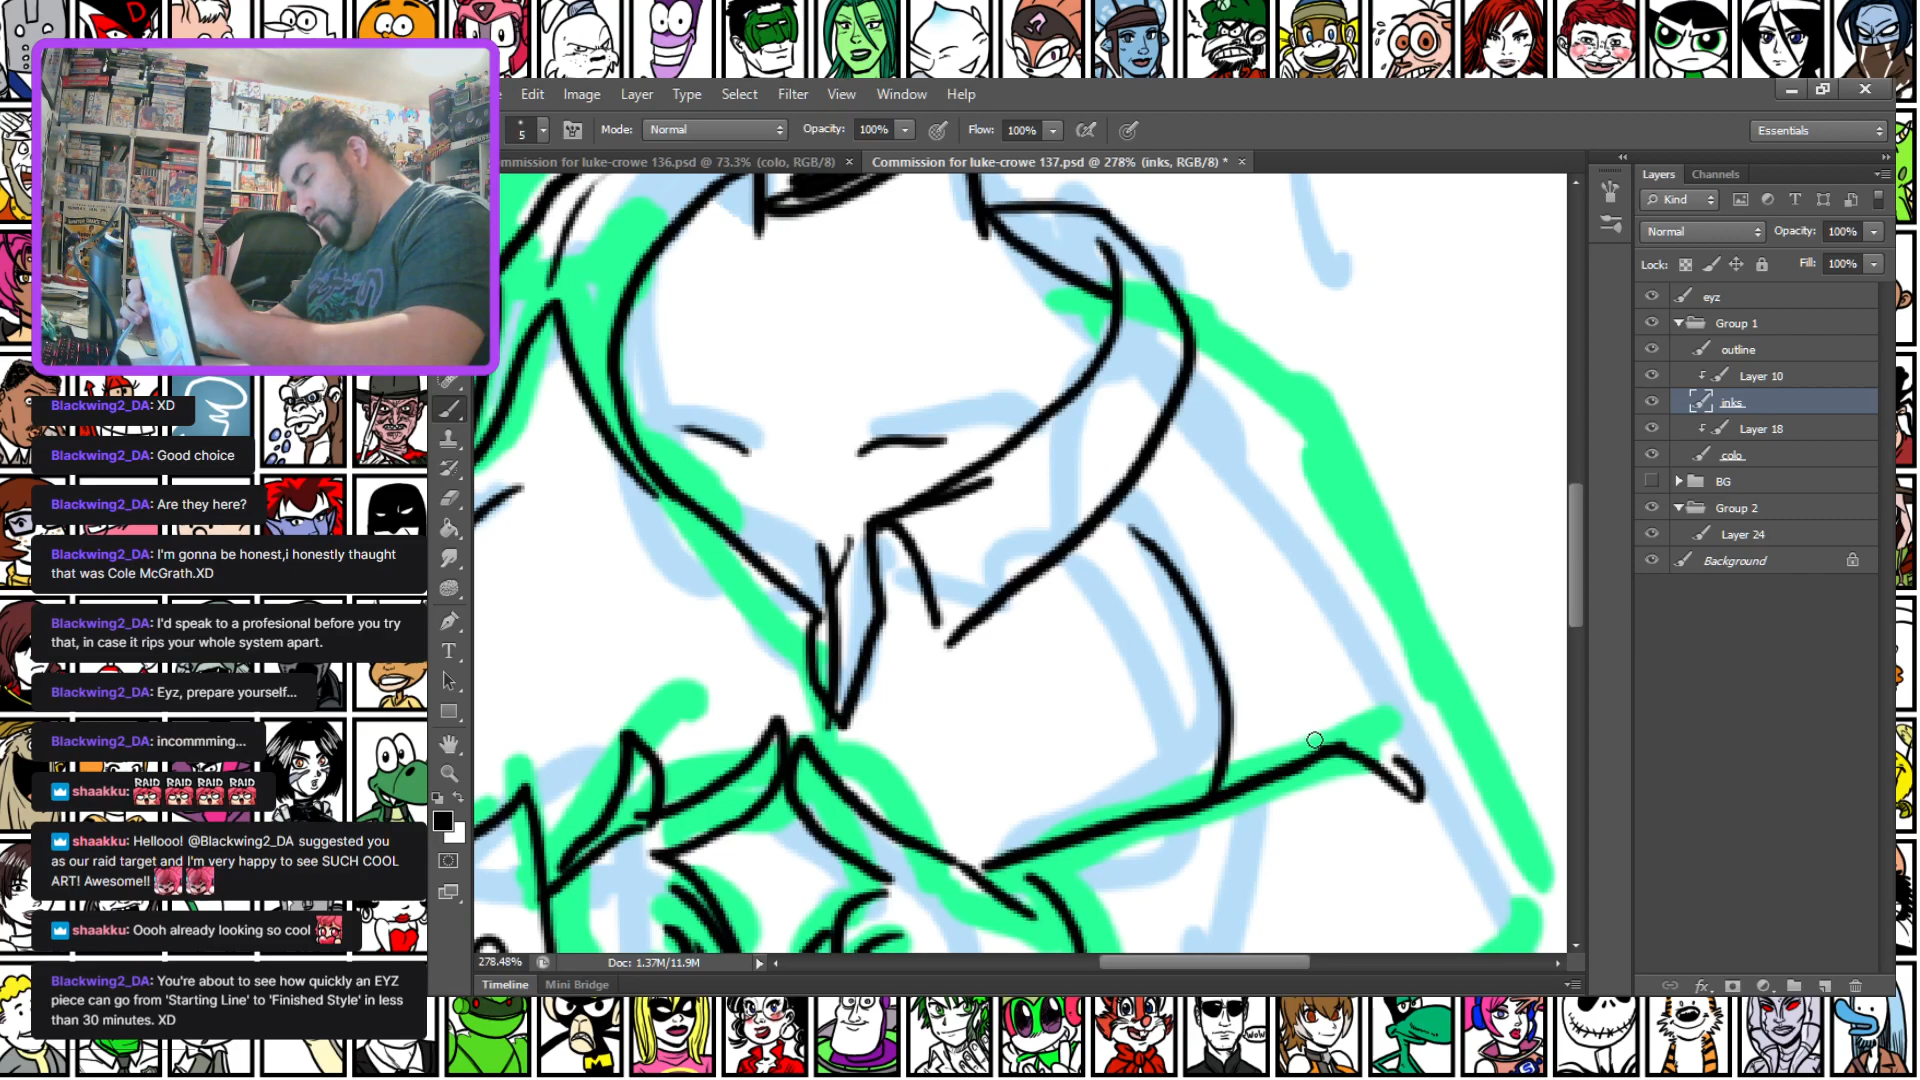 Edit Image Layer Type Select Filter View Window Help
5 Mode: Normal Opacity: 100% Flow: 100% Essentials
mmission for luke-crowe 136.psd @ 73.3% (colo, RGB/8) × Commission for luke-crowe 137.psd @ 278% (inks, RGB/8) * ×
Layers Channels
Kind
Normal Opacity: 100%
Lock: Fill: 100%
eyz
Group 1
outline
Layer 10
inks
Layer 18
colo
BG
Group 2
Layer 24
Background
Blackwing2_DA: XD
Blackwing2_DA: Good choice
Blackwing2_DA: Are they here?
Blackwing2_DA: I'm gonna be honest,i honestly thaught
that was Cole McGrath.XD
Blackwing2_DA: I'd speak to a profesional before you try
that, in case it rips your whole system apart.
Blackwing2_DA: Eyz, prepare yourself...
Blackwing2_DA: incommming...
shaakku: RAID RAID RAID RAID
shaakku: Hellooo! @Blackwing2_DA suggested you
as our raid target and I'm very happy to see SUCH COOL
ART! Awesome!!
shaakku: Oooh already looking so cool
Blackwing2_DA: You're about to see how quickly an EYZ
piece can go from 'Starting Line' to 'Finished Style' in less
than 30 minutes. XD
278.48% Doc: 1.37M/11.9M
Timeline Mini Bridge
fx
WOW